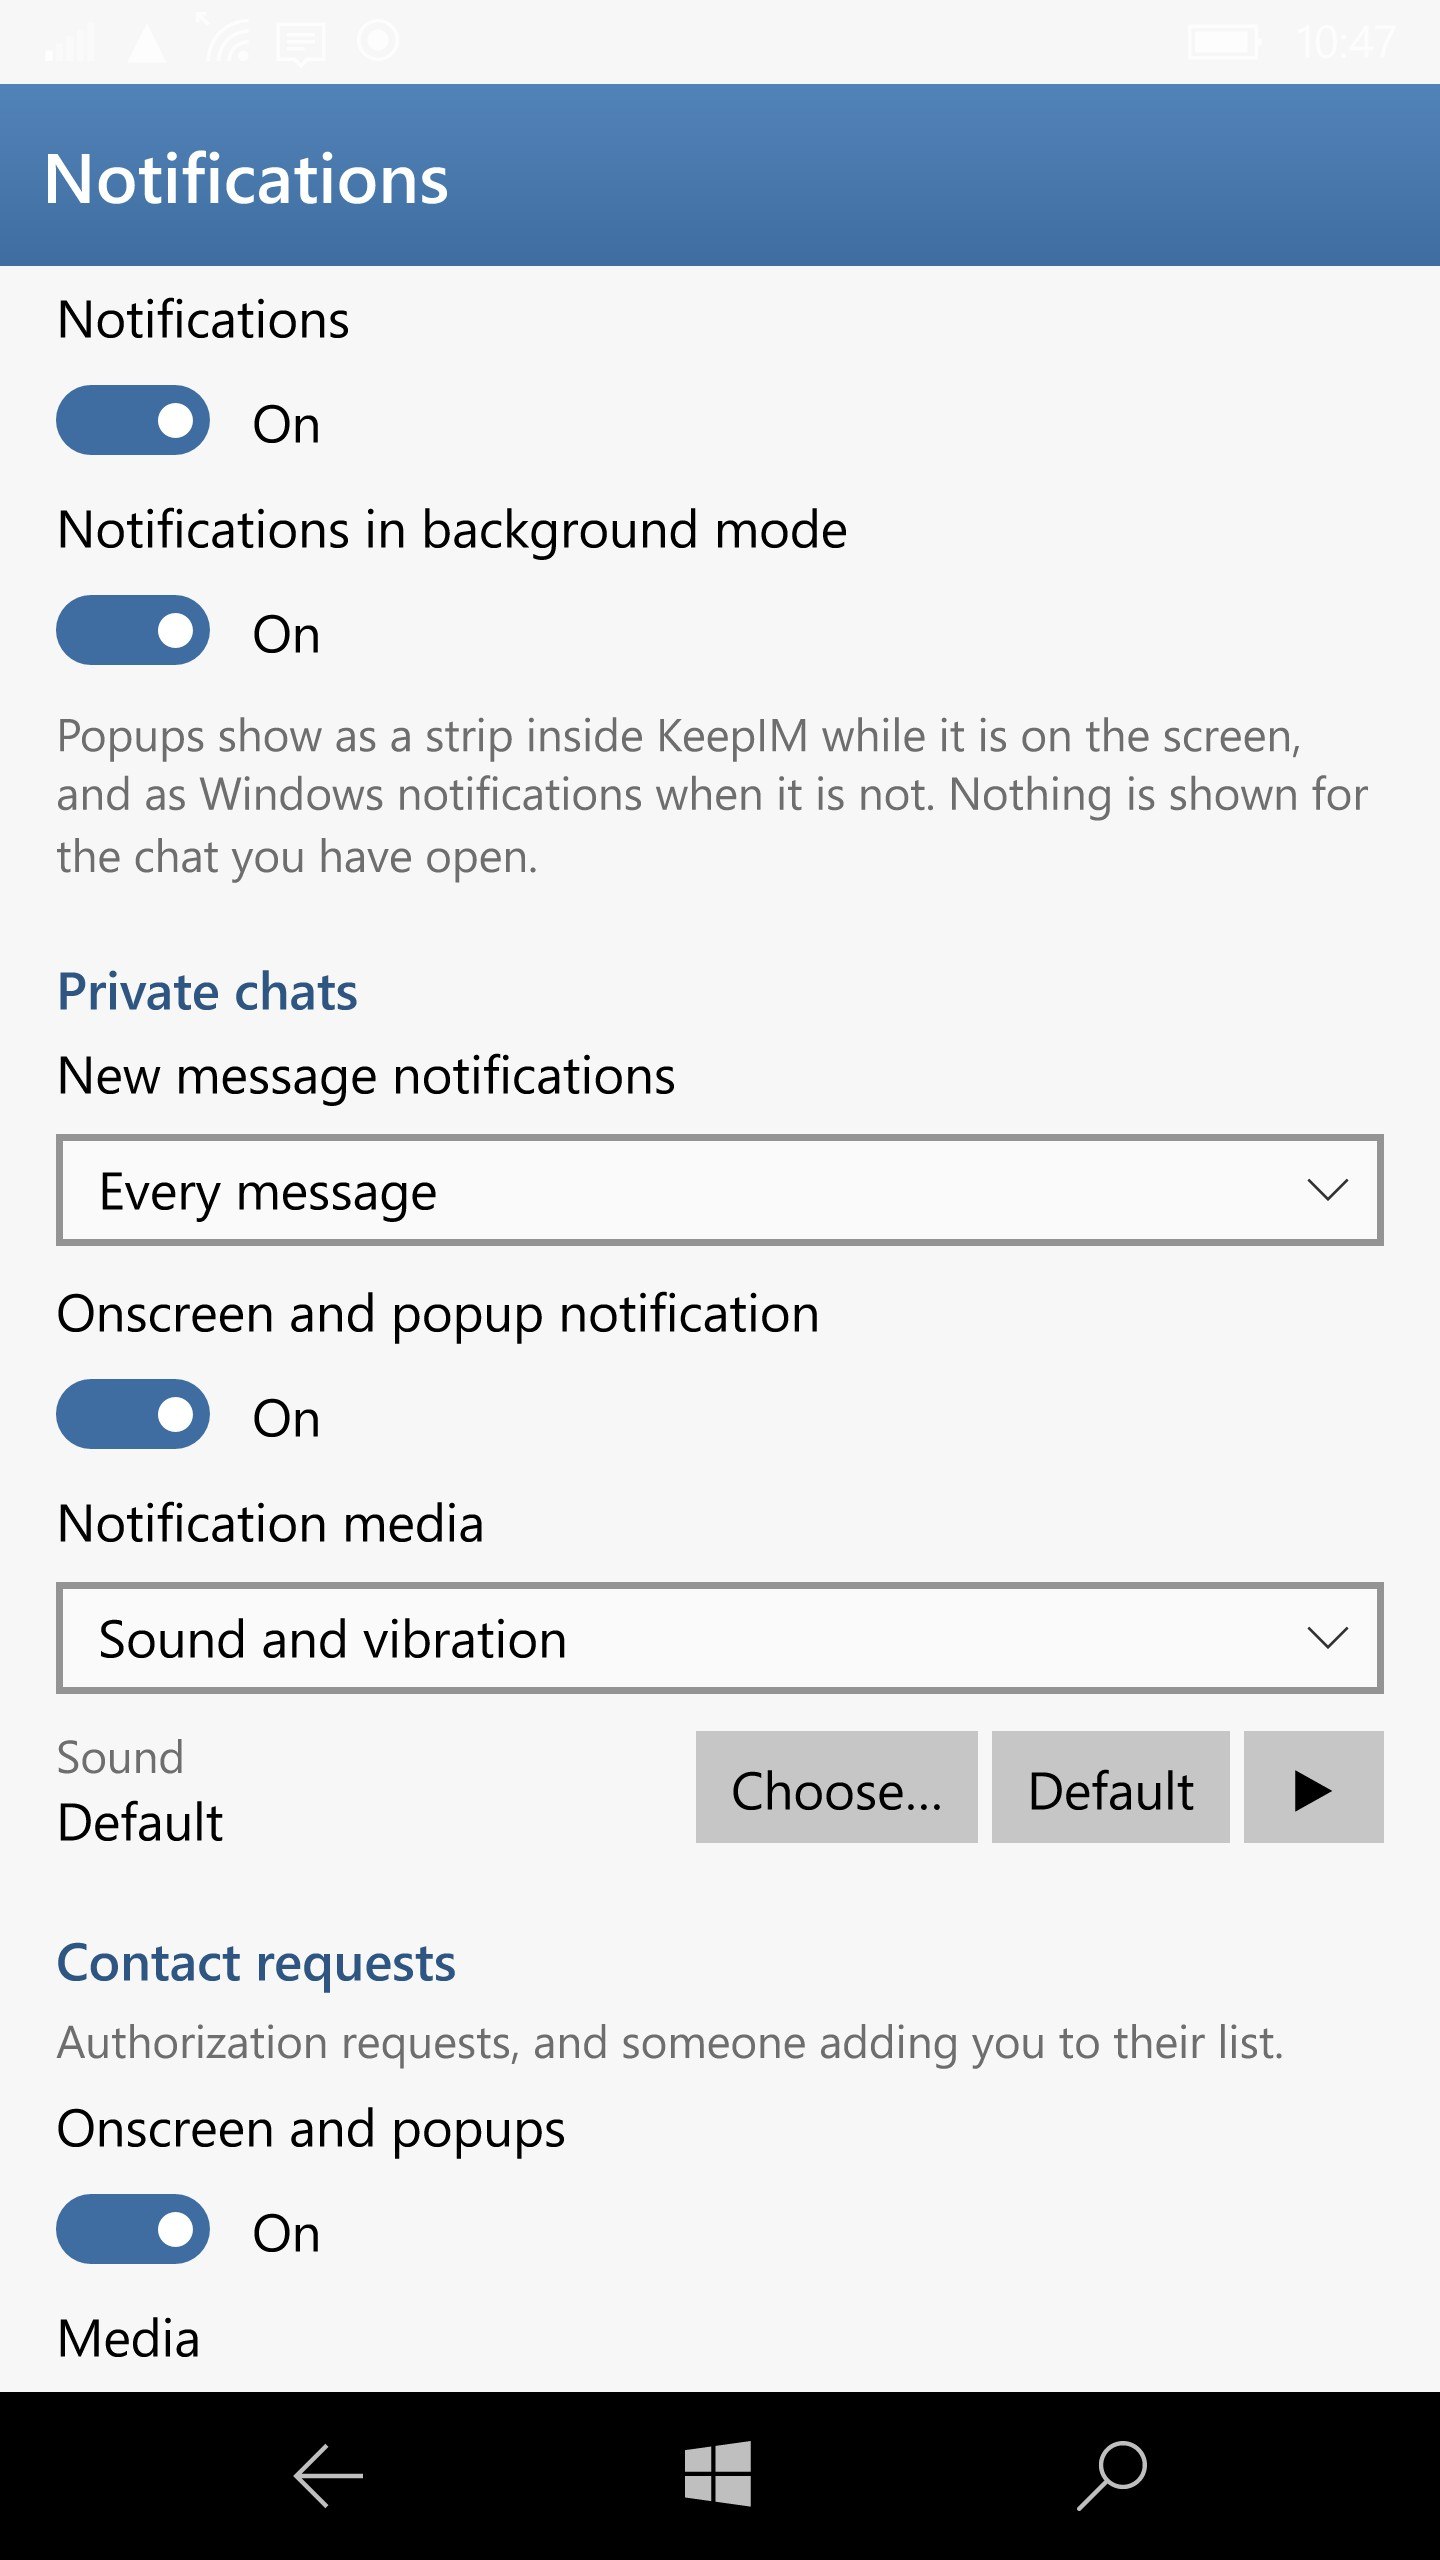 10:47
Notifications
Notifications
On
Notifications in background mode
On
Popups show as a strip inside KeepIM while it is on the screen,
and as Windows notifications when it is not. Nothing is shown for
the chat you have open.
Private chats
New message notifications
Every message
Onscreen and popup notification
On
Notification media
Sound and vibration
Sound
Default
Choose...
Default
Contact requests
Authorization requests, and someone adding you to their list.
Onscreen and popups
On
Media